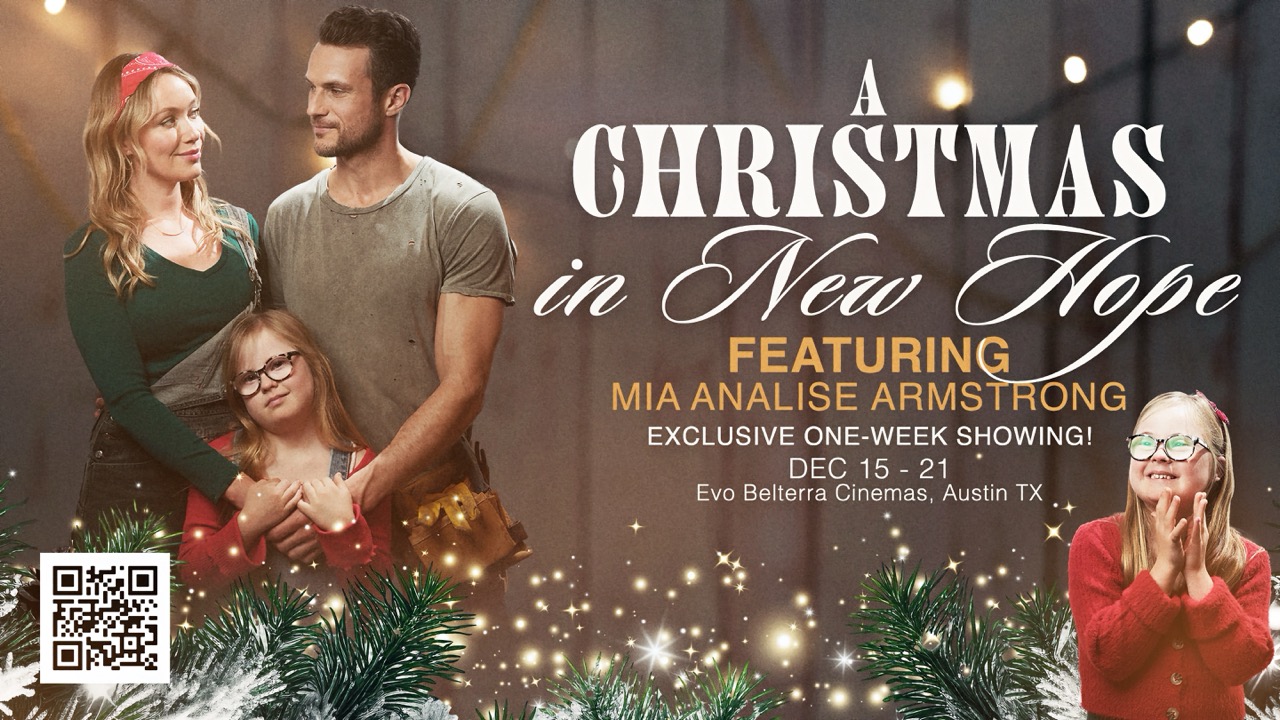 A
CHRISTMAS
in New Hope
FEATURING
MIA ANALISE ARMSTRONG
EXCLUSIVE ONE-WEEK SHOWING!
DEC 15 - 21
Evo Belterra Cinemas, Austin TX